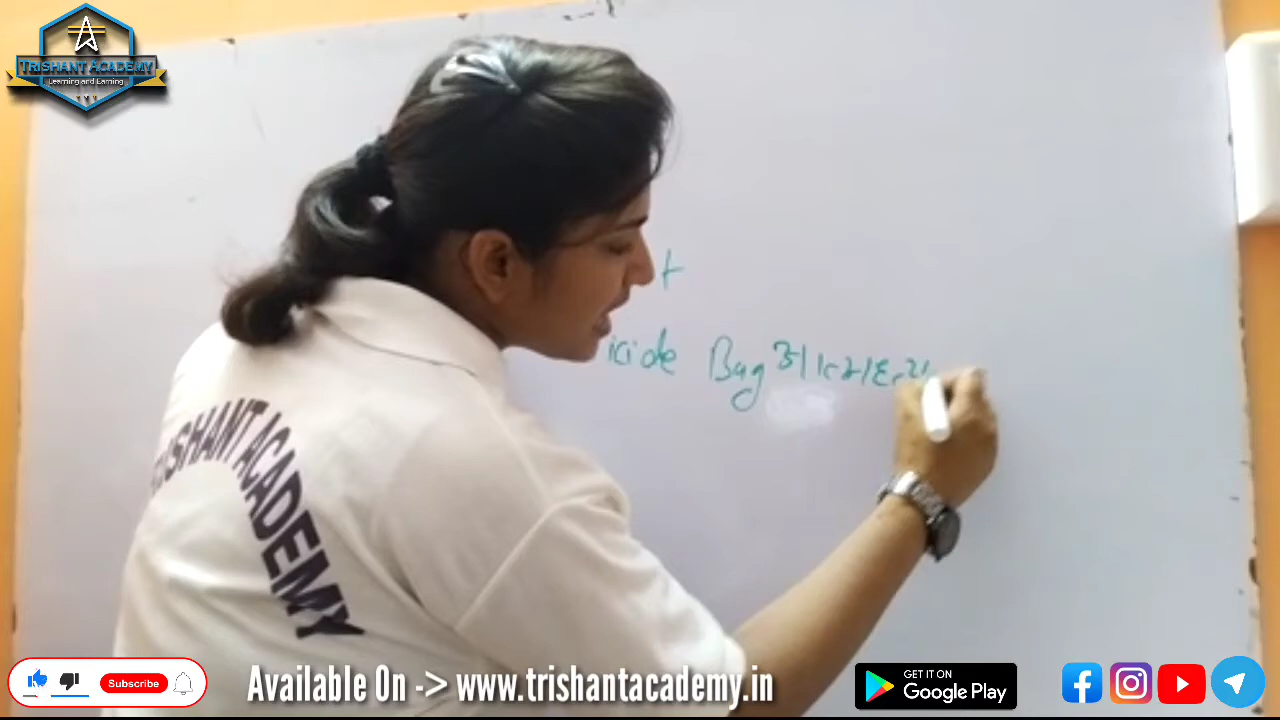 TRISHANT ACADEMY
Learning and Earning
t
icide Bag
TRISHANT ACADEMY
Subscribe
Available On -> www.trishantacademy.in
GET IT ON
Google Play